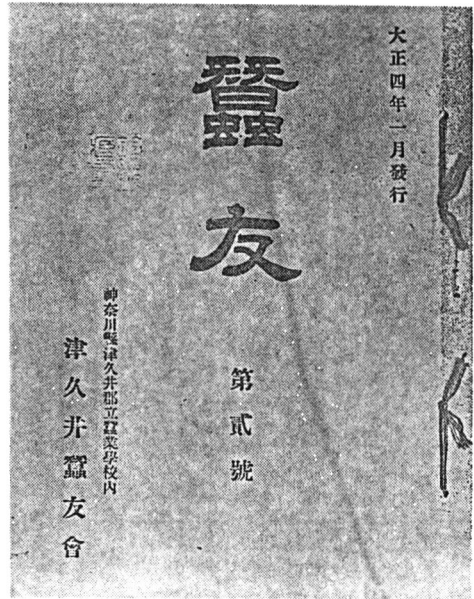 大正四年一月發行
蠶友
第貳號
神奈川縣津久井郡立蠶業學校内
津久井蠶友會